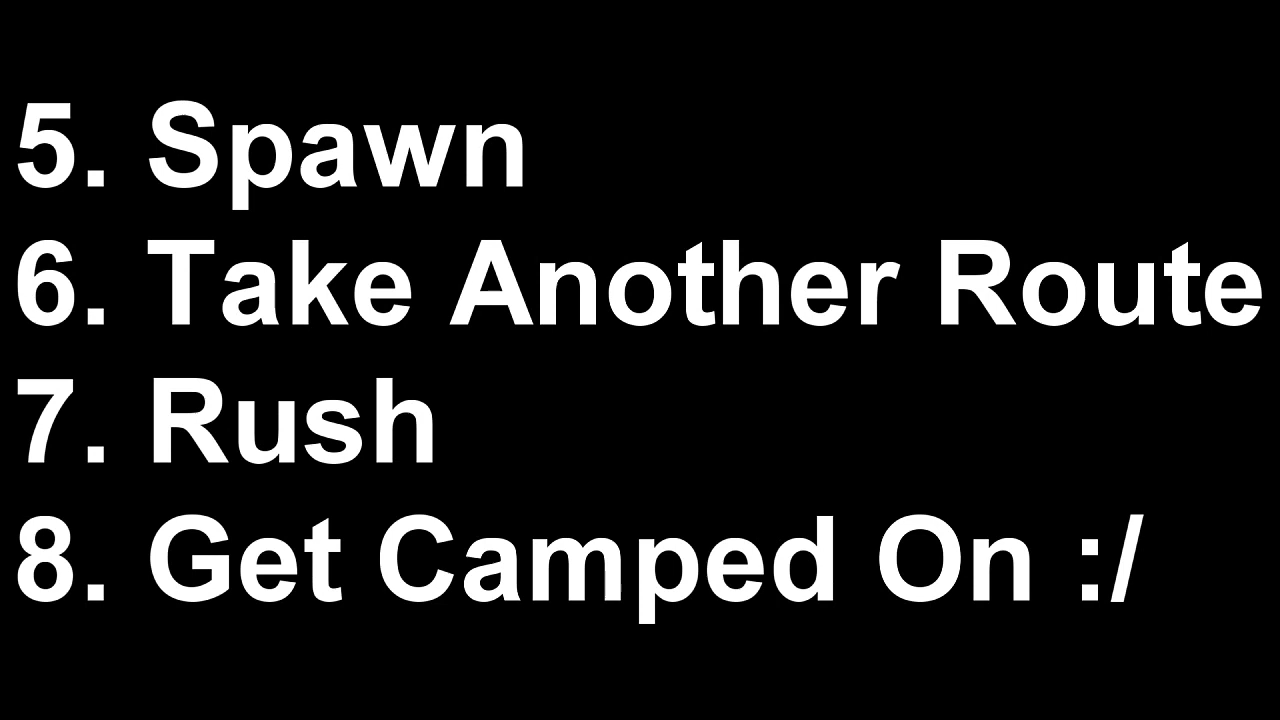 5. Spawn
6. Take Another Route
7. Rush
8. Get Camped On :/